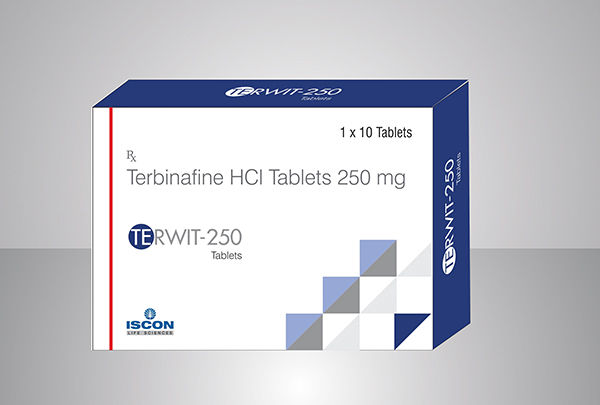 TERWIT-250
Tablets
1 x 10 Tablets
Rx
Terbinafine HCl Tablets 250 mg
TERWIT-250
Tablets
ISCON
LIFE SCIENCES
TERWIT-250
Tablets